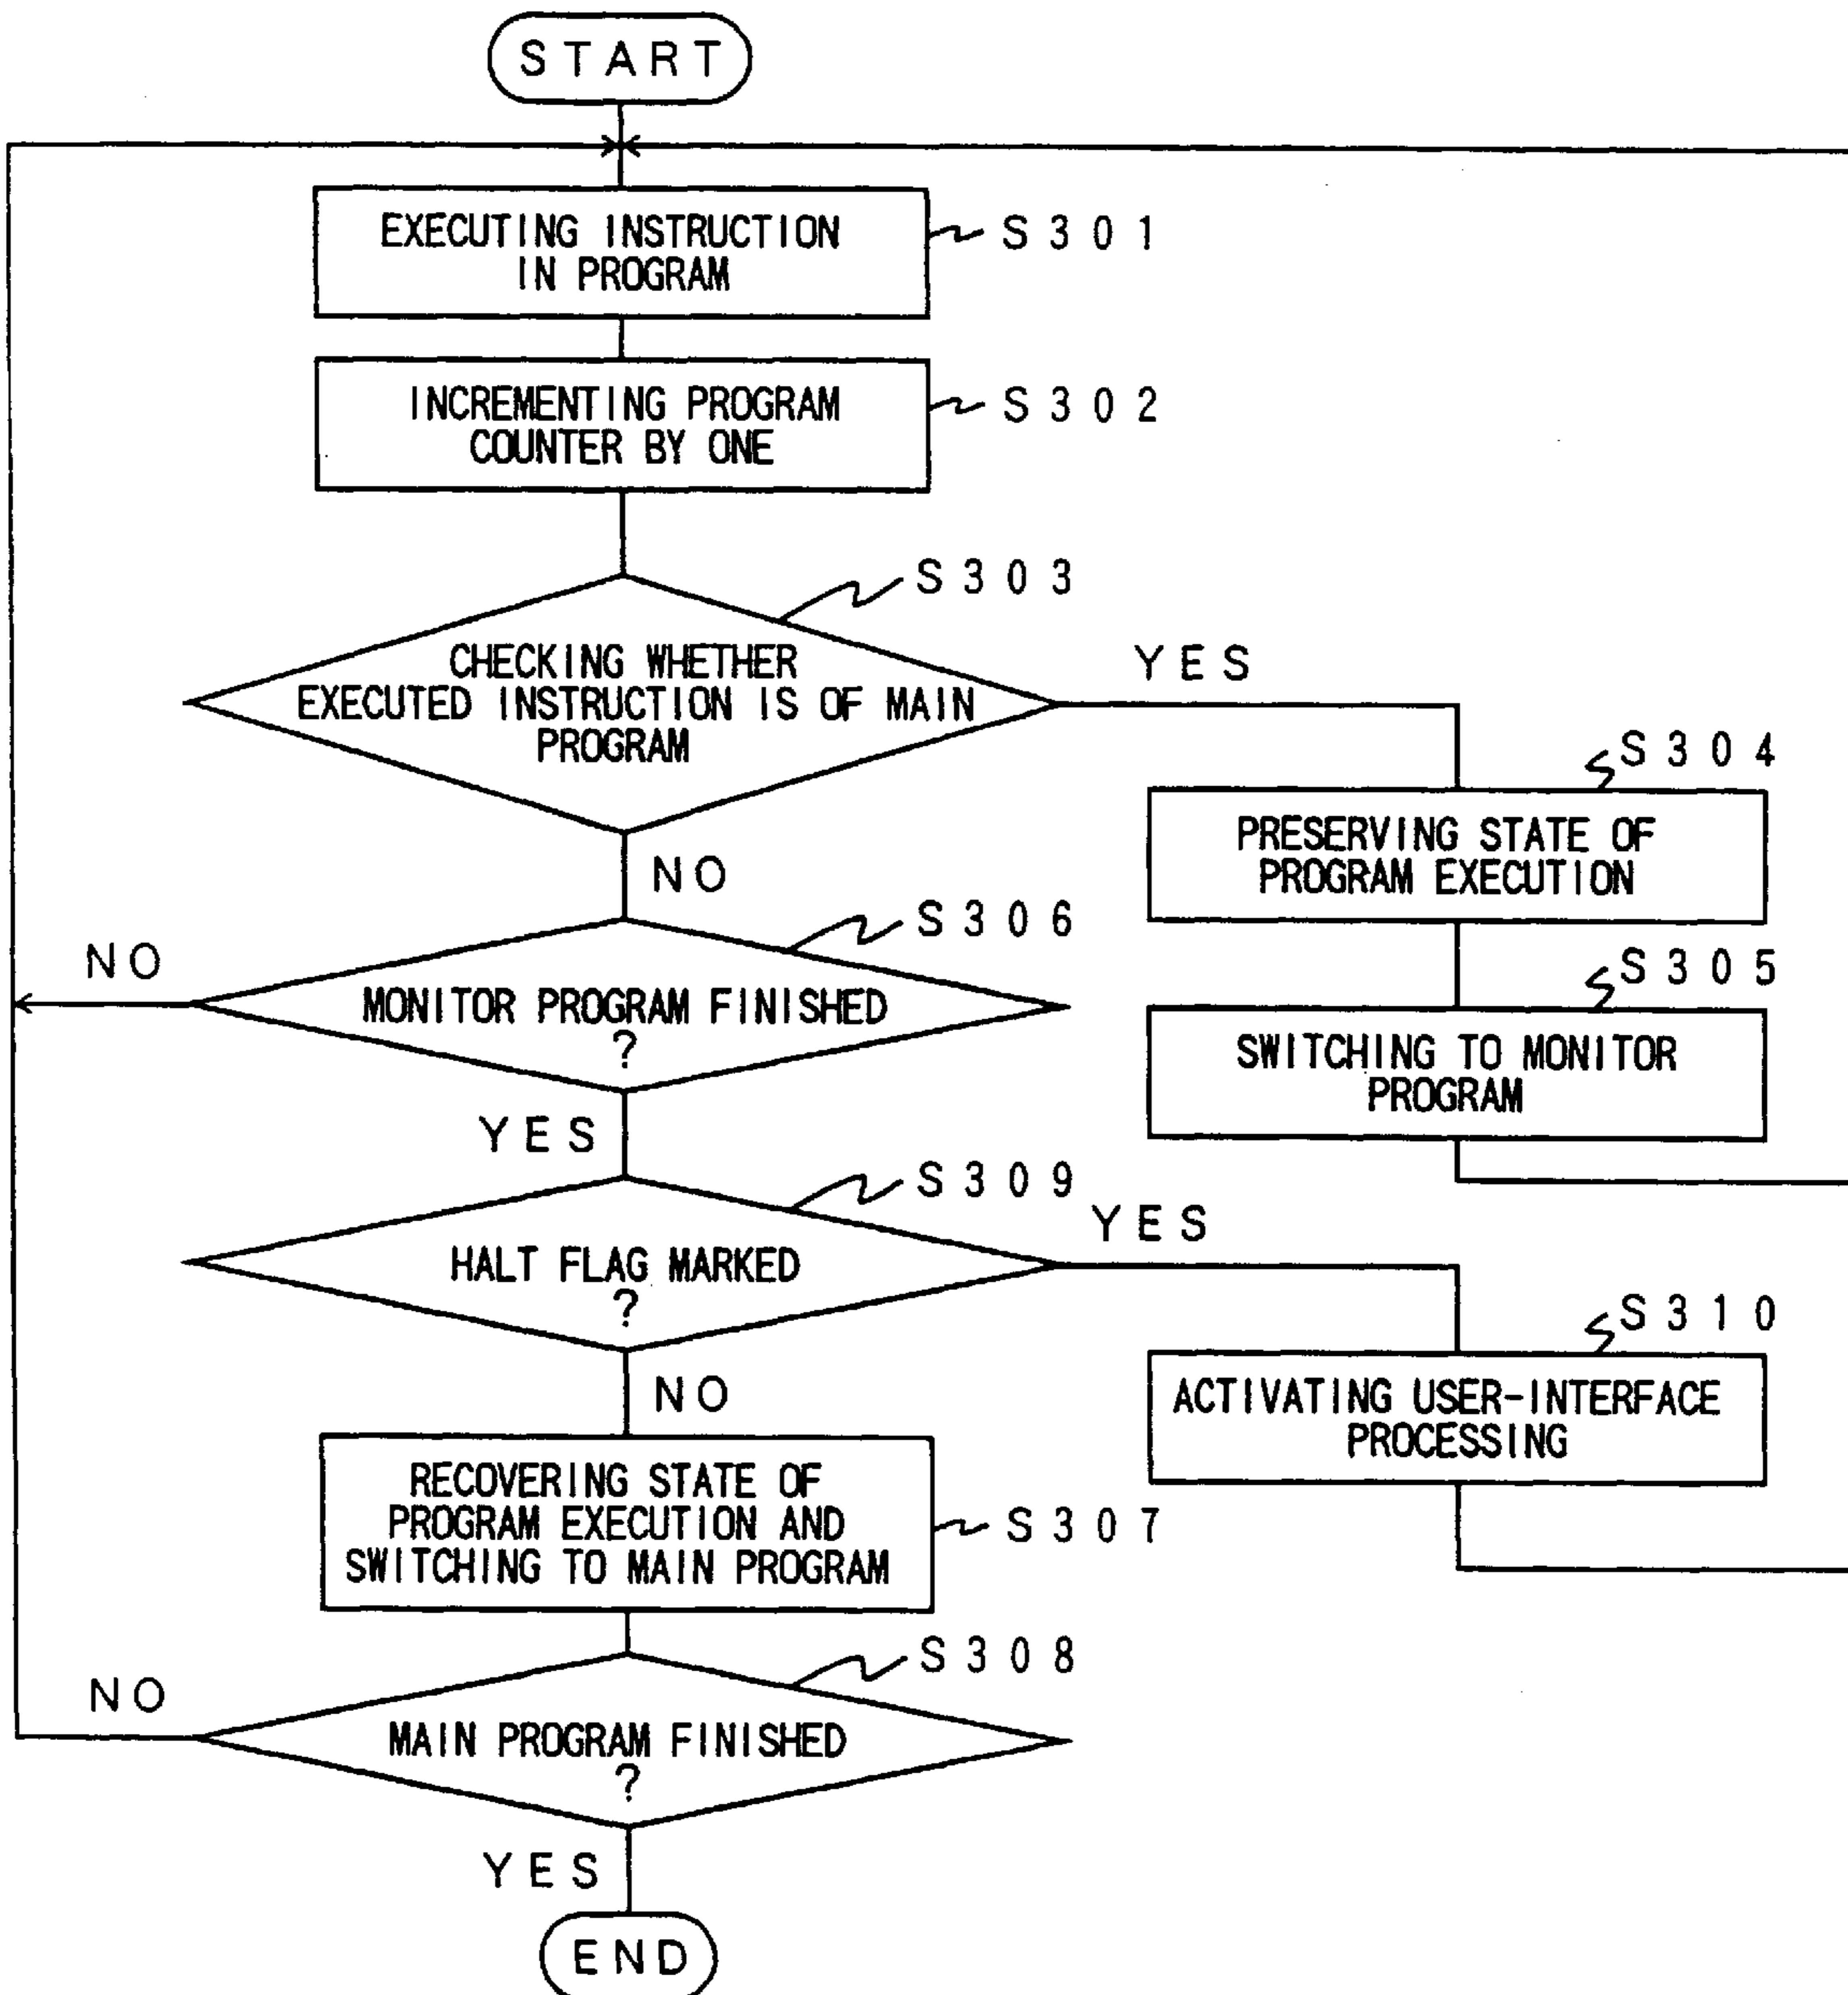 START
EXECUTING INSTRUCTION
IN PROGRAM
S301
INCREMENTING PROGRAM
COUNTER BY ONE
S302
S303
CHECKING WHETHER
EXECUTED INSTRUCTION IS OF MAIN
PROGRAM
YES
S304
PRESERVING STATE OF
PROGRAM EXECUTION
NO
S306
NO
MONITOR PROGRAM FINISHED
?
S305
SWITCHING TO MONITOR
PROGRAM
YES
S309
YES
HALT FLAG MARKED
?
S310
ACTIVATING USER-INTERFACE
PROCESSING
NO
RECOVERING STATE OF
PROGRAM EXECUTION AND
SWITCHING TO MAIN PROGRAM
S307
S308
NO
MAIN PROGRAM FINISHED
?
YES
END